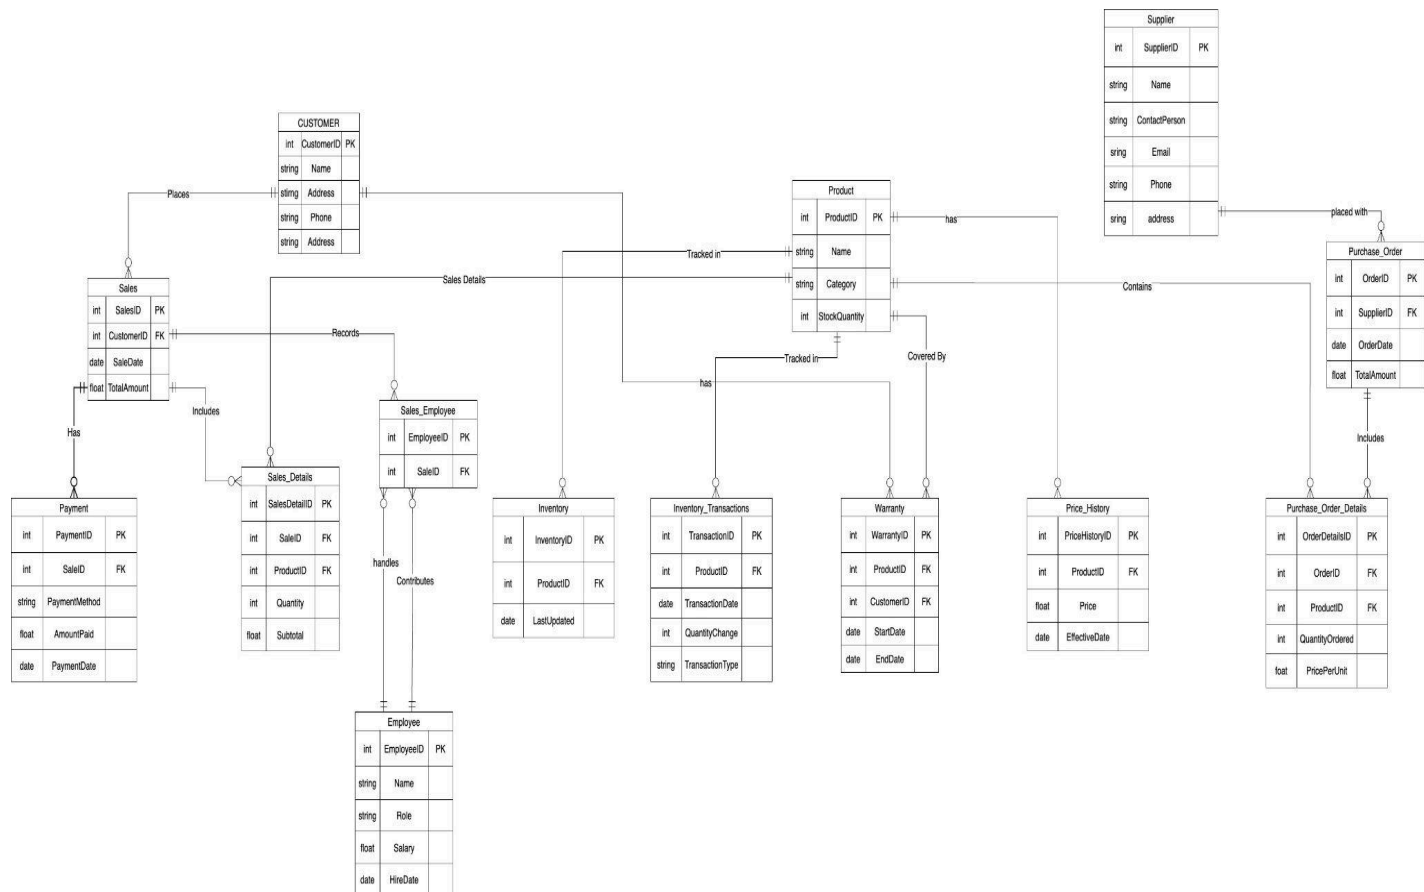 Supplier
int SupplierID PK
string Name
string ContactPerson
sring Email
string Phone
sring address
CUSTOMER
int CustomerID PK
string Name
stirng Address
string Phone
string Address
Places
Product
int ProductID PK
string Name
string Category
int StockQuantity
has
placed with
Purchase_Order
int OrderID PK
int SupplierID FK
date OrderDate
float TotalAmount
Tracked in
Sales Details
Contains
Sales
int SalesID PK
int CustomerID FK
date SaleDate
float TotalAmount
Records
Tracked in
Covered By
has
Includes
Has
Includes
Sales_Employee
int EmployeeID PK
int SaleID FK
Sales_Details
int SalesDetailID PK
int SaleID FK
int ProductID FK
int Quantity
float Subtotal
Payment
int PaymentID PK
int SaleID FK
string PaymentMethod
float AmountPaid
date PaymentDate
handles
Contributes
Inventory
int InventoryID PK
int ProductID FK
date LastUpdated
Inventory_Transactions
int TransactionID PK
int ProductID FK
date TransactionDate
int QuantityChange
string TransactionType
Warranty
int WarrantyID PK
int ProductID FK
int CustomerID FK
date StartDate
date EndDate
Price_History
int PriceHistoryID PK
int ProductID FK
float Price
date EffectiveDate
Purchase_Order_Details
int OrderDetailsID PK
int OrderID FK
int ProductID FK
int QuantityOrdered
foat PricePerUnit
Employee
int EmployeeID PK
string Name
string Role
float Salary
date HireDate